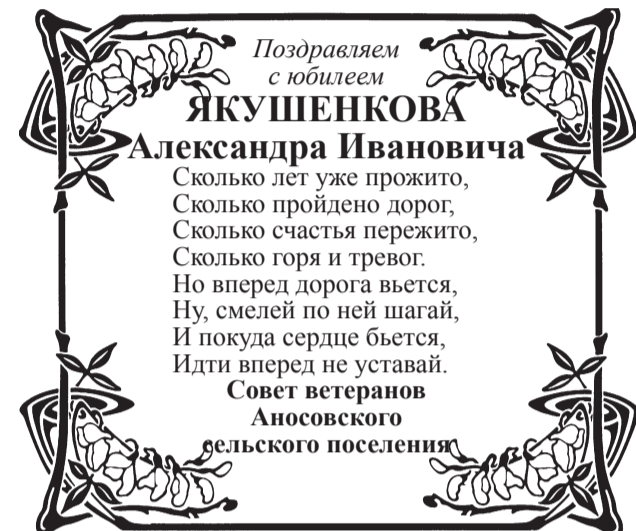 Поздравляем
с юбилеем
ЯКУШЕНКОВА
Александра Ивановича
Сколько лет уже прожито,
Сколько пройдено дорог,
Сколько счастья пережито,
Сколько горя и тревог.
Но вперед дорога вьется,
Ну, смелей по ней шагай,
И покуда сердце бьется,
Идти вперед не уставай.
Совет ветеранов
Аносовского
сельского поселения